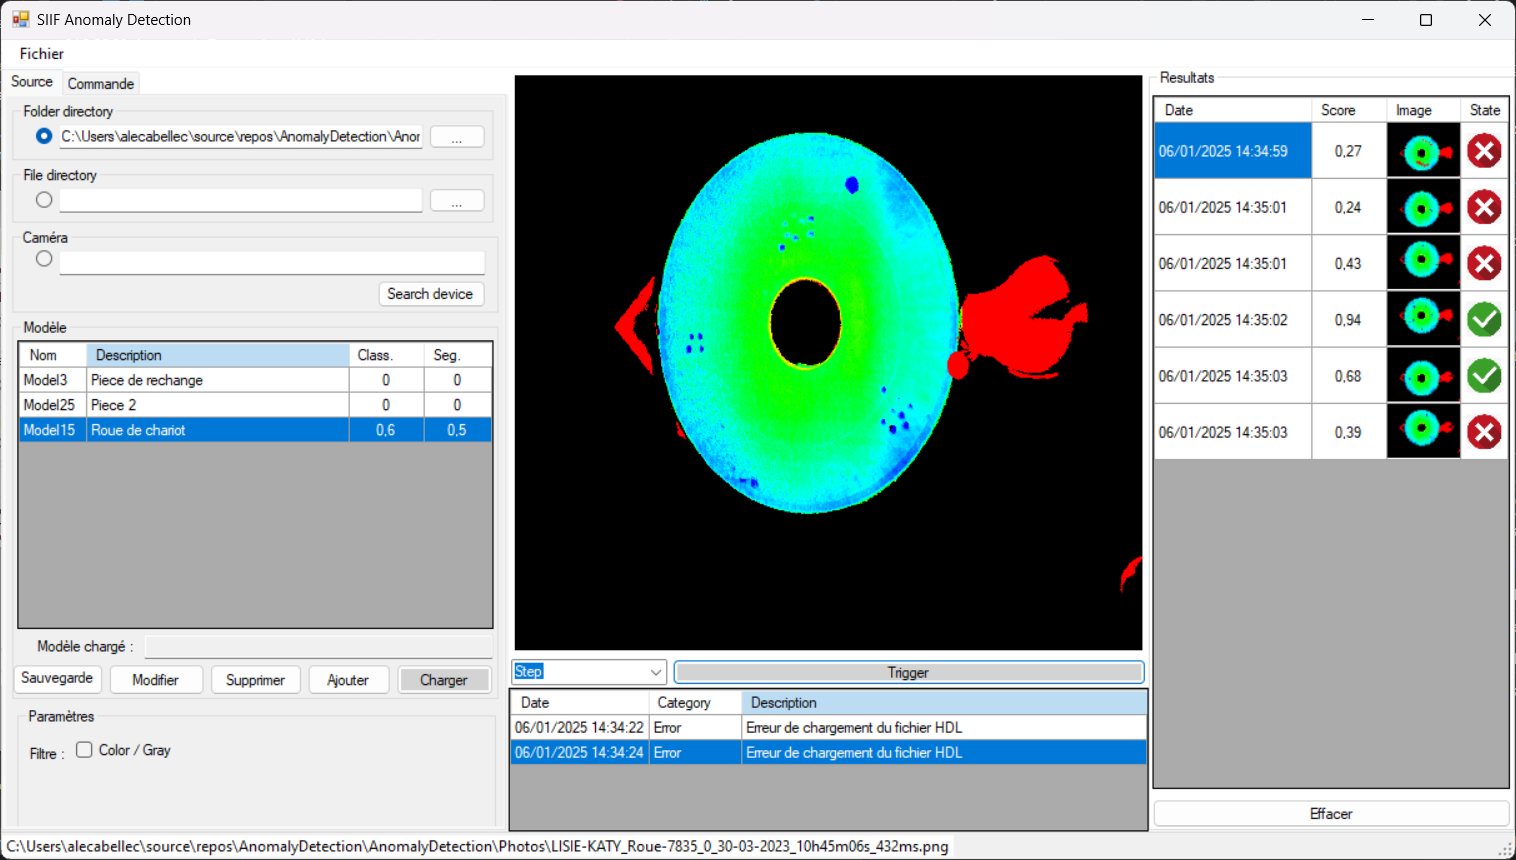 SIIF Anomaly Detection
Fichier
Source Commande
Folder directory
C:\Users\alecabellec\source\repos\AnomalyDetection\Anor
...
File directory
...
Caméra
Search device
Modèle
Nom Description Class. Seg.
Model3 Piece de rechange 0 0
Model25 Piece 2 0 0
Model15 Roue de chariot 0,6 0,5
Modèle chargé :
Sauvegarde Modifier Supprimer Ajouter Charger
Paramètres
Filtre : Color / Gray
Step Trigger
Date Category Description
06/01/2025 14:34:22 Error Erreur de chargement du fichier HDL
06/01/2025 14:34:24 Error Erreur de chargement du fichier HDL
Resultats
Date Score Image State
06/01/2025 14:34:59 0,27
06/01/2025 14:35:01 0,24
06/01/2025 14:35:01 0,43
06/01/2025 14:35:02 0,94
06/01/2025 14:35:03 0,68
06/01/2025 14:35:03 0,39
Effacer
C:\Users\alecabellec\source\repos\AnomalyDetection\AnomalyDetection\Photos\LISIE-KATY_Roue-7835_0_30-03-2023_10h45m06s_432ms.png